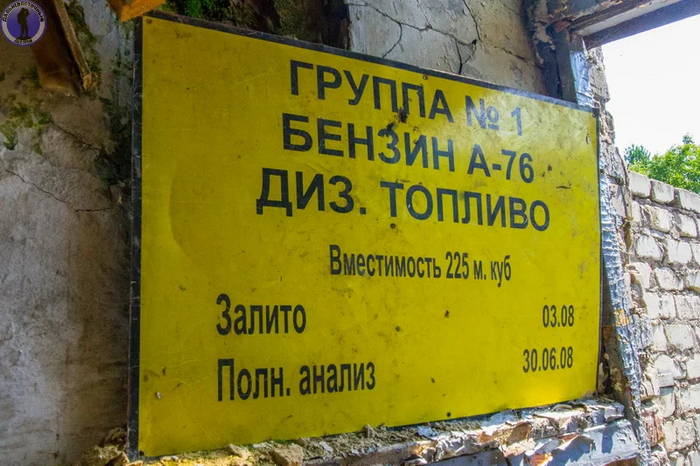 ГРУППА № 1
БЕНЗИН А-76
ДИЗ. ТОПЛИВО
Вместимость 225 м. куб
Залито 03.08
Полн. анализ 30.06.08